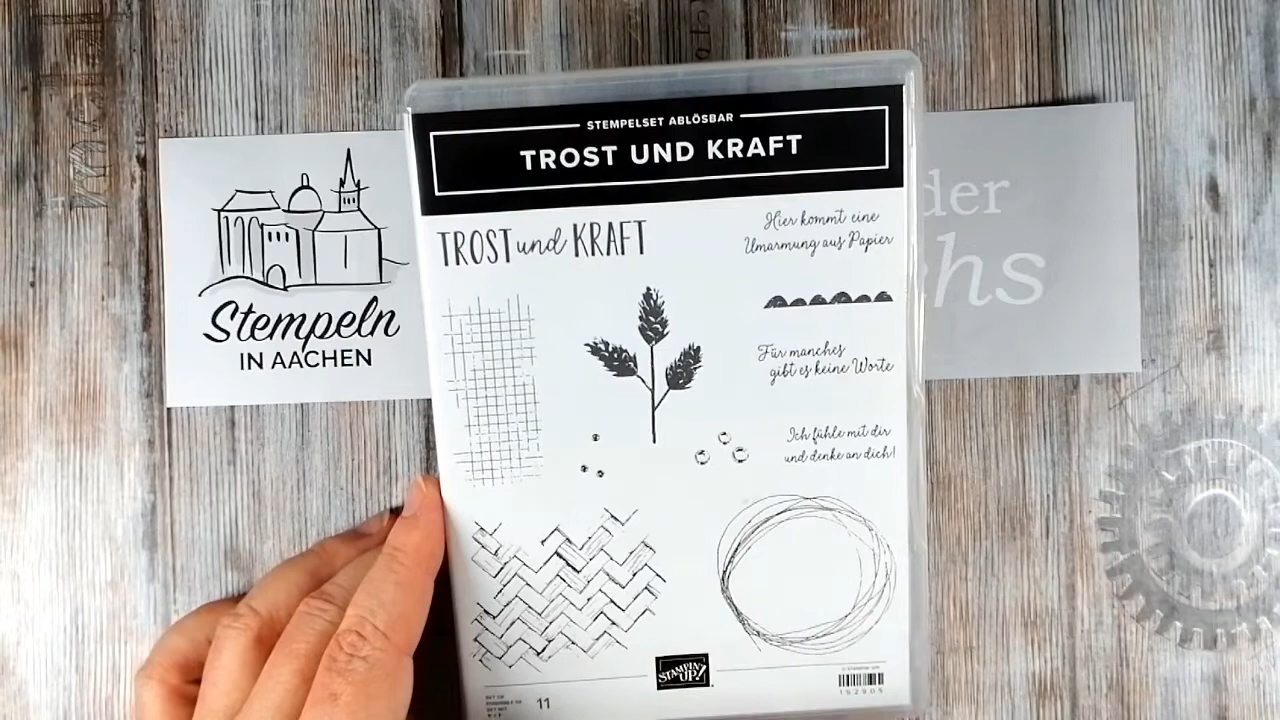 STEMPELSET ABLÖSBAR
TROST UND KRAFT
TROST und KRAFT
Hier kommt eine
Umarmung aus Papier
Für manches
gibt es keine Worte
Ich fühle mit dir
und denke an dich!
STAMPIN' UP!
11
152905
Stempeln
IN AACHEN
der
chs